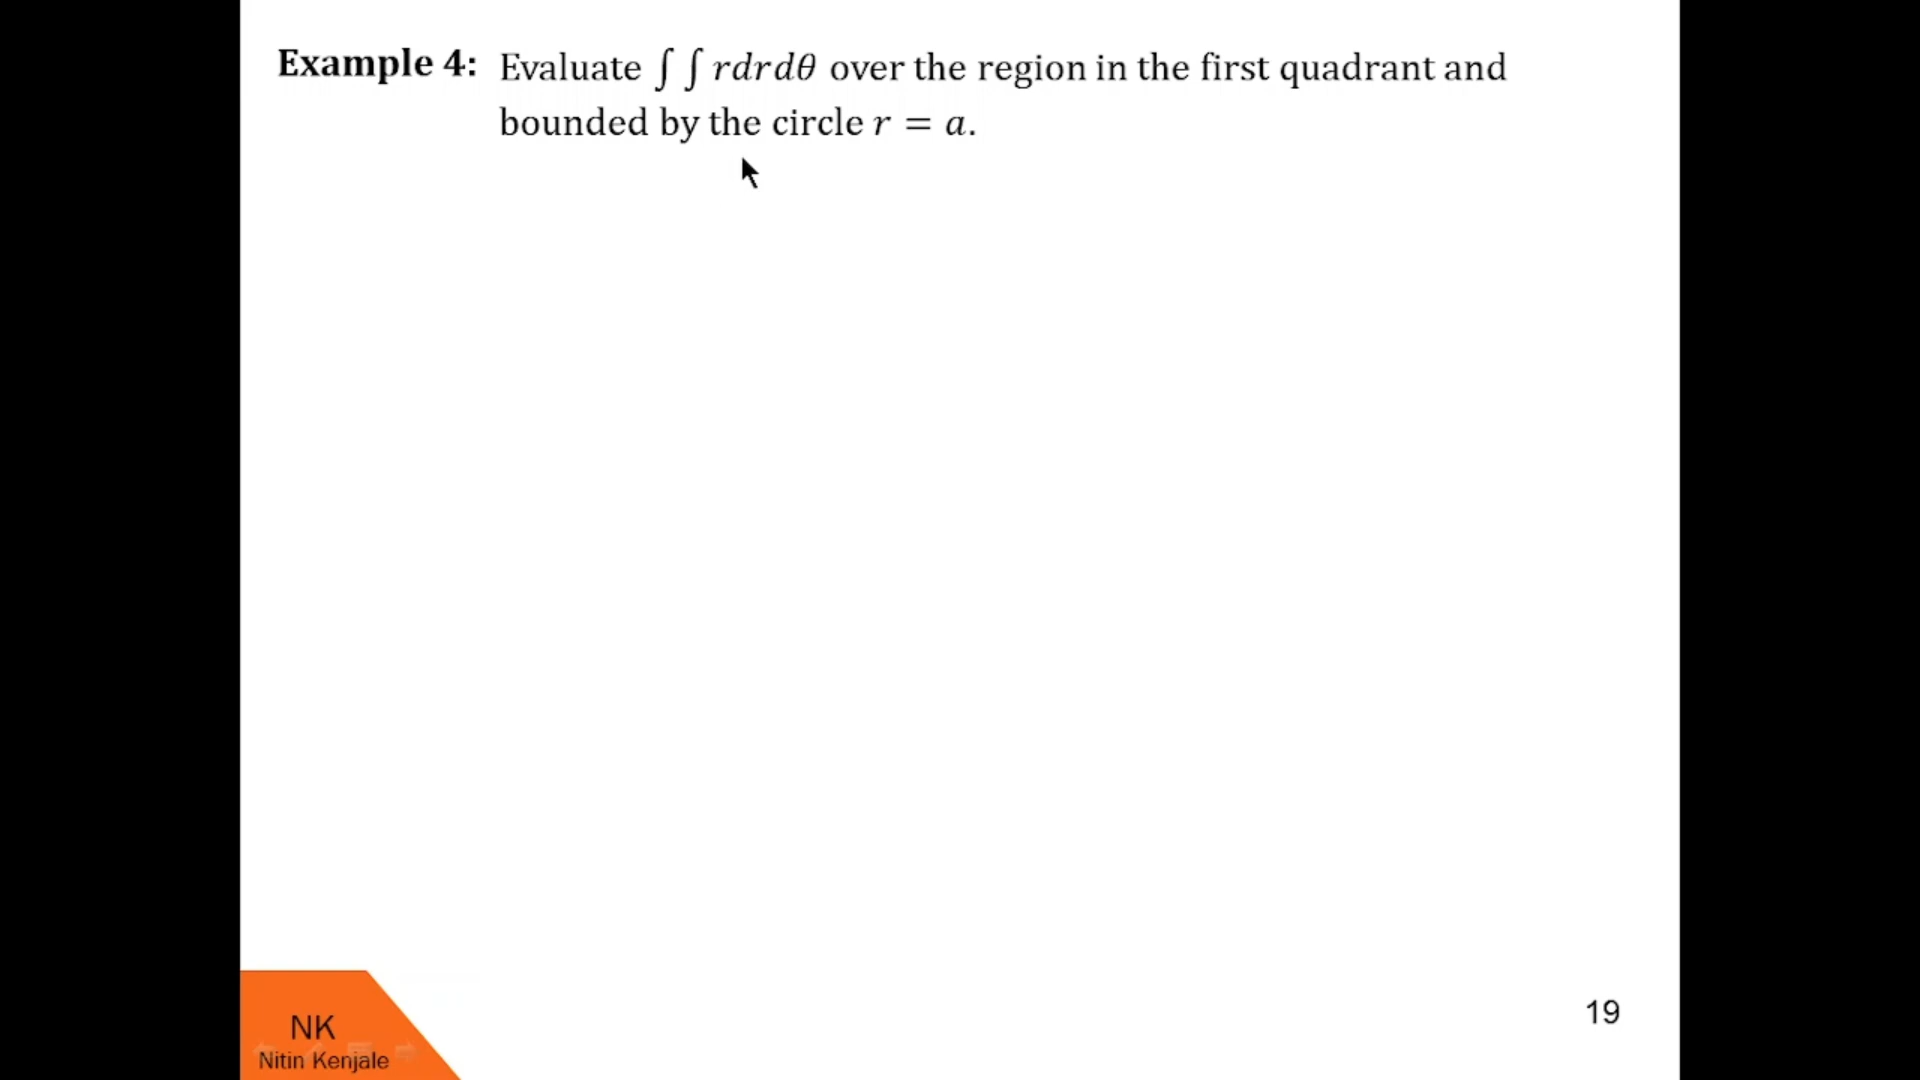 Example 4: Evaluate ∫ ∫ rdrdθ over the region in the first quadrant and
bounded by the circle r = a.
NK
Nitin Kenjale
19